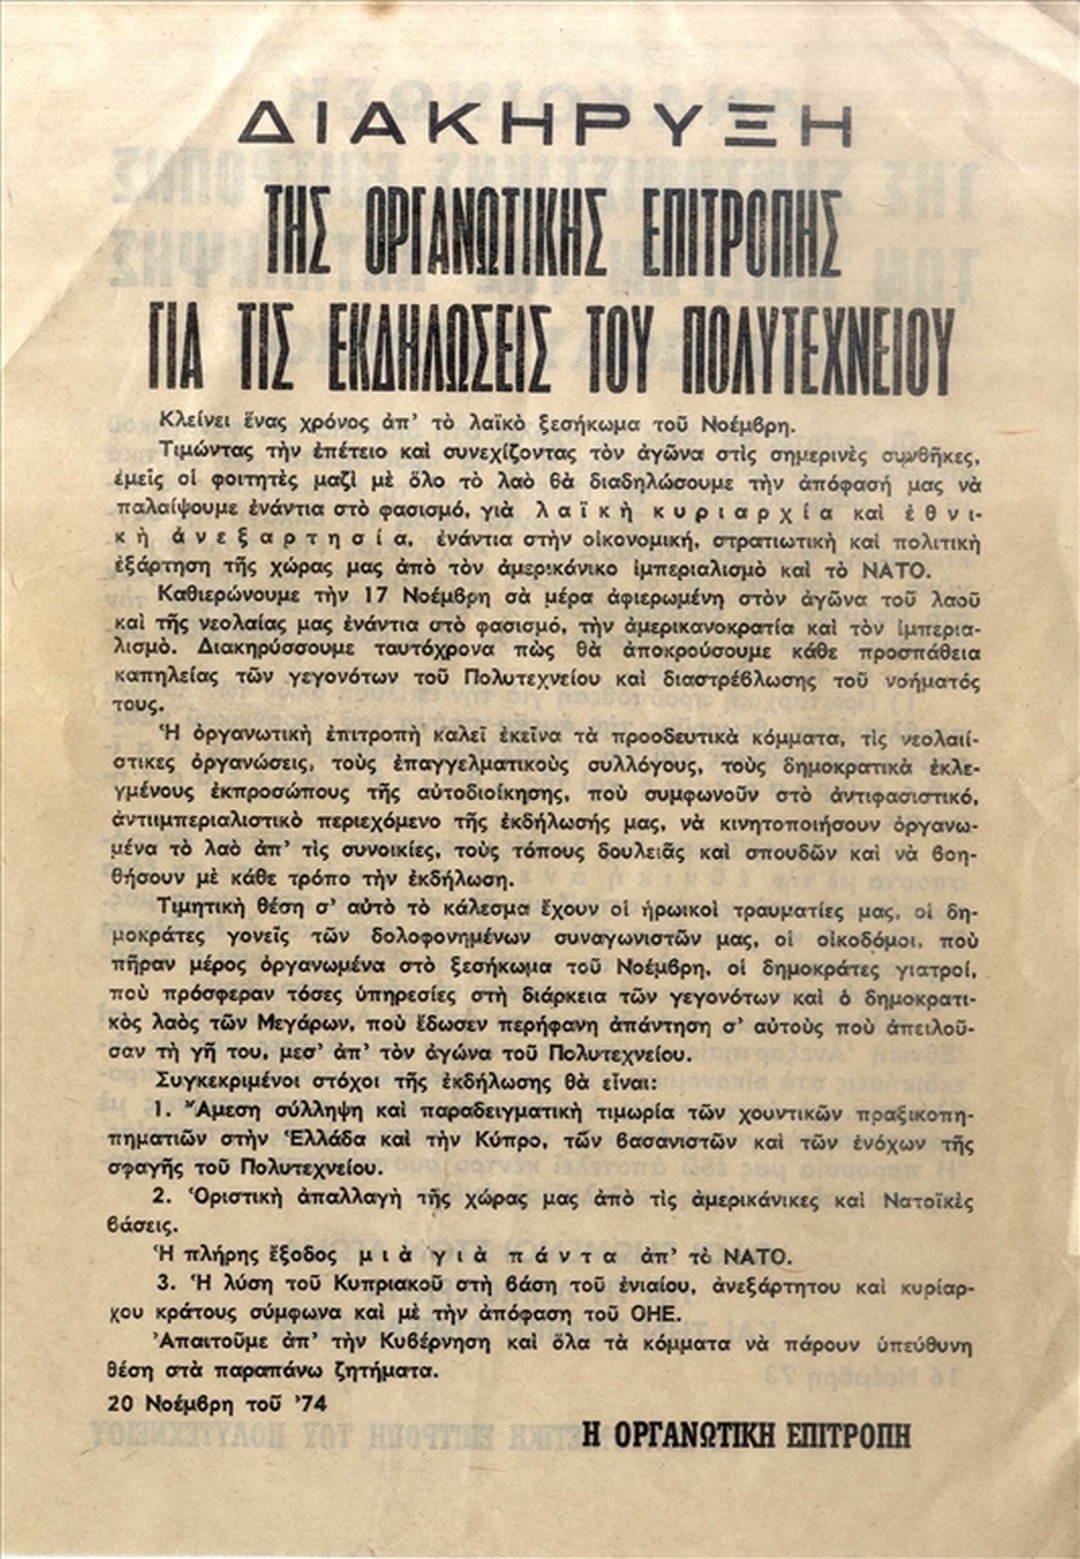 ΔΙΑΚΗΡΥΞΗ
ΤΗΣ ΟΡΓΑΝΩΤΙΚΗΣ ΕΠΙΤΡΟΠΗΣ
ΓΙΑ ΤΙΣ ΕΚΔΗΛΩΣΕΙΣ ΤΟΥ ΠΟΛΥΤΕΧΝΕΙΟΥ
Κλείνει ἕνας χρόνος ἀπ' τὸ λαϊκὸ ξεσήκωμα τοῦ Νοέμβρη.
Τιμώντας τὴν ἐπέτειο καὶ συνεχίζοντας τὸν ἀγῶνα στὶς σημερινὲς συνθῆκες,
ἐμεῖς οἱ φοιτητὲς μαζὶ μὲ ὅλο τὸ λαὸ θὰ διαδηλώσουμε τὴν ἀπόφασή μας νὰ
παλαίψουμε ἐνάντια στὸ φασισμό, γιὰ λαϊκὴ κυριαρχία καὶ ἐθνι-
κὴ ἀνεξαρτησία, ἐνάντια στὴν οἰκονομική, στρατιωτικὴ καὶ πολιτικὴ
ἐξάρτηση τῆς χώρας μας ἀπὸ τὸν ἀμερικάνικο ἰμπεριαλισμὸ καὶ τὸ ΝΑΤΟ.
Καθιερώνουμε τὴν 17 Νοέμβρη σὰ μέρα ἀφιερωμένη στὸν ἀγῶνα τοῦ λαοῦ
καὶ τῆς νεολαίας μας ἐνάντια στὸ φασισμό, τὴν ἀμερικανοκρατία καὶ τὸν ἰμπερια-
λισμὸ. Διακηρύσσουμε ταυτόχρονα πὼς θὰ ἀποκρούσουμε κάθε προσπάθεια
καπηλείας τῶν γεγονότων τοῦ Πολυτεχνείου καὶ διαστρέβλωσης τοῦ νοήματός
τους.
Ἡ ὀργανωτικὴ ἐπιτροπὴ καλεῖ ἐκεῖνα τὰ προοδευτικὰ κόμματα, τὶς νεολαιί-
στικες ὀργανώσεις, τοὺς ἐπαγγελματικοὺς συλλόγους, τοὺς δημοκρατικὰ ἐκλε-
γμένους ἐκπροσώπους τῆς αὐτοδιοίκησης, ποὺ συμφωνοῦν στὸ ἀντιφασιστικό,
ἀντιιμπεριαλιστικὸ περιεχόμενο τῆς ἐκδήλωσής μας, νὰ κινητοποιήσουν ὀργανω-
μένα τὸ λαὸ ἀπ' τὶς συνοικίες, τοὺς τόπους δουλειᾶς καὶ σπουδῶν καὶ νὰ βοη-
θήσουν μὲ κάθε τρόπο τὴν ἐκδήλωση.
Τιμητικὴ θέση σ' αὐτὸ τὸ κάλεσμα ἔχουν οἱ ἡρωικοὶ τραυματίες μας, οἱ δη-
μοκράτες γονεῖς τῶν δολοφονημένων συναγωνιστῶν μας, οἱ οἰκοδόμοι, ποὺ
πῆραν μέρος ὀργανωμένα στὸ ξεσήκωμα τοῦ Νοέμβρη, οἱ δημοκράτες γιατροί,
ποὺ πρόσφεραν τόσες ὑπηρεσίες στὴ διάρκεια τῶν γεγονότων καὶ ὁ δημοκρατι-
κὸς λαὸς τῶν Μεγάρων, ποὺ ἔδωσεν περήφανη ἀπάντηση σ' αὐτοὺς ποὺ ἀπειλοῦ-
σαν τὴ γῆ του, μεσ' ἀπ' τὸν ἀγώνα τοῦ Πολυτεχνείου.
Συγκεκριμένοι στόχοι τῆς ἐκδήλωσης θὰ εἶναι:
1. Ἄμεση σύλληψη καὶ παραδειγματικὴ τιμωρία τῶν χουντικῶν πραξικοπη-
πηματιῶν στὴν Ἑλλάδα καὶ τὴν Κύπρο, τῶν βασανιστῶν καὶ τῶν ἐνόχων τῆς
σφαγῆς τοῦ Πολυτεχνείου.
2. Ὁριστικὴ ἀπαλλαγὴ τῆς χώρας μας ἀπὸ τὶς ἀμερικάνικες καὶ Νατοϊκὲς
βάσεις.
Ἡ πλήρης ἔξοδος μιὰ γιὰ πάντα ἀπ' τὸ ΝΑΤΟ.
3. Ἡ λύση τοῦ Κυπριακοῦ στὴ βάση τοῦ ἑνιαίου, ἀνεξάρτητου καὶ κυρίαρ-
χου κράτους σύμφωνα καὶ μὲ τὴν ἀπόφαση τοῦ ΟΗΕ.
Ἀπαιτοῦμε ἀπ' τὴν Κυβέρνηση καὶ ὅλα τὰ κόμματα νὰ πάρουν ὑπεύθυνη
θέση στὰ παραπάνω ζητήματα.
20 Νοέμβρη τοῦ '74
Η ΟΡΓΑΝΩΤΙΚΗ ΕΠΙΤΡΟΠΗ